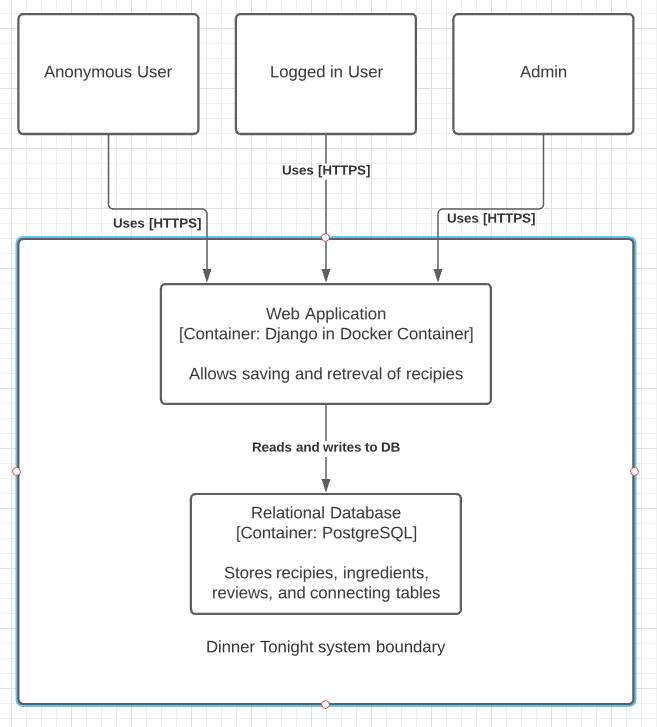 Anonymous User
Logged in User
Admin
Uses [HTTPS]
Uses [HTTPS]
Uses [HTTPS]
Web Application
[Container: Django in Docker Container]
Allows saving and retreval of recipies
Reads and writes to DB
Relational Database
[Container: PostgreSQL]
Stores recipies, ingredients,
reviews, and connecting tables
Dinner Tonight system boundary